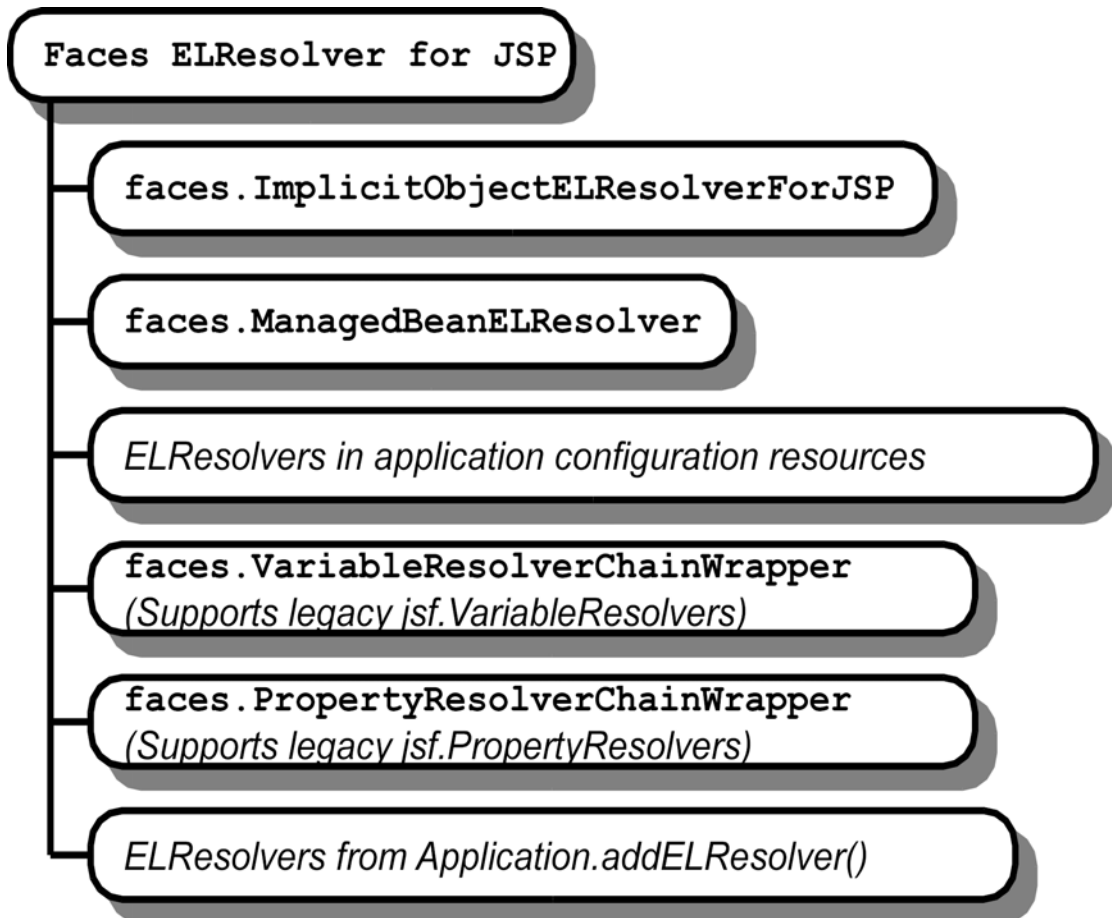 Faces ELResolver for JSP
faces.ImplicitObjectELResolverForJSP
faces.ManagedBeanELResolver
ELResolvers in application configuration resources
faces.VariableResolverChainWrapper
(Supports legacy jsf.VariableResolvers)
faces.PropertyResolverChainWrapper
(Supports legacy jsf.PropertyResolvers)
ELResolvers from Application.addELResolver()